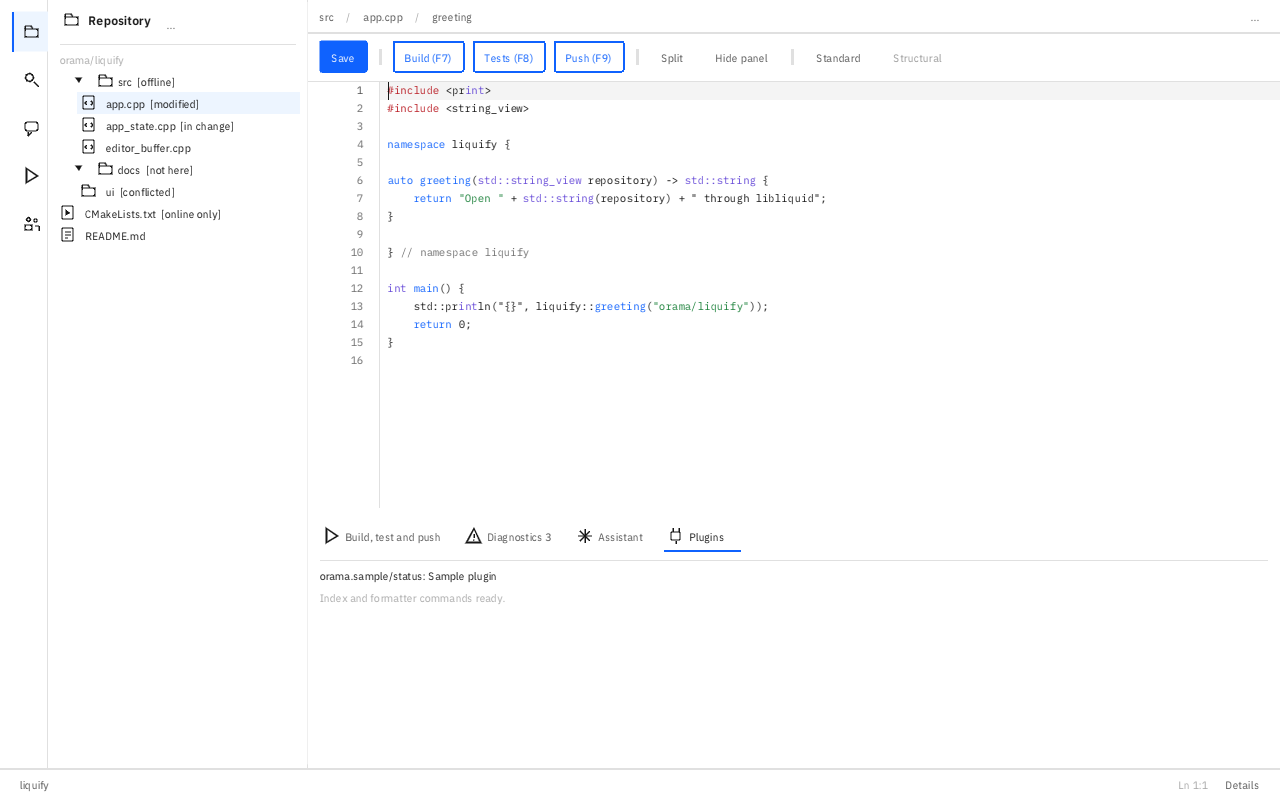 Repository ...
orama/liquify
src [offline]
app.cpp [modified]
app_state.cpp [in change]
editor_buffer.cpp
docs [not here]
ui [conflicted]
CMakeLists.txt [online only]
README.md
src / app.cpp / greeting ...
Save Build (F7) Tests (F8) Push (F9) Split Hide panel Standard Structural
1 #include <print>
2 #include <string_view>
3
4 namespace liquify {
5
6 auto greeting(std::string_view repository) -> std::string {
7     return "Open " + std::string(repository) + " through libliquid";
8 }
9
10 } // namespace liquify
11
12 int main() {
13     std::println("{}", liquify::greeting("orama/liquify"));
14     return 0;
15 }
16
Build, test and push Diagnostics 3 Assistant Plugins
orama.sample/status: Sample plugin
Index and formatter commands ready.
liquify Ln 1:1 Details